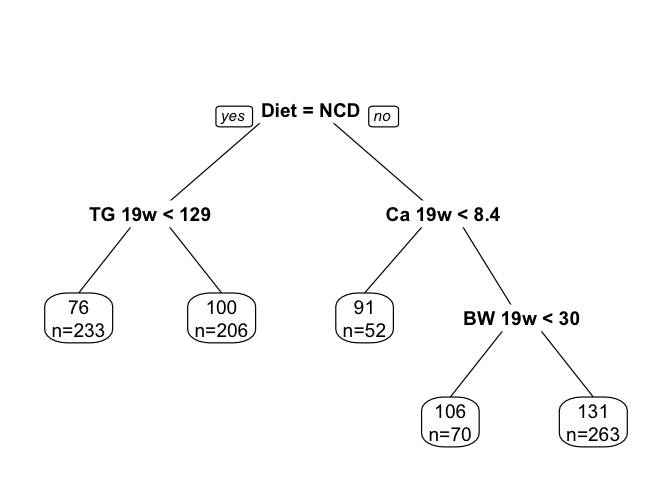 yes Diet = NCD no
TG 19w < 129
Ca 19w < 8.4
76
n=233
100
n=206
91
n=52
BW 19w < 30
106
n=70
131
n=263